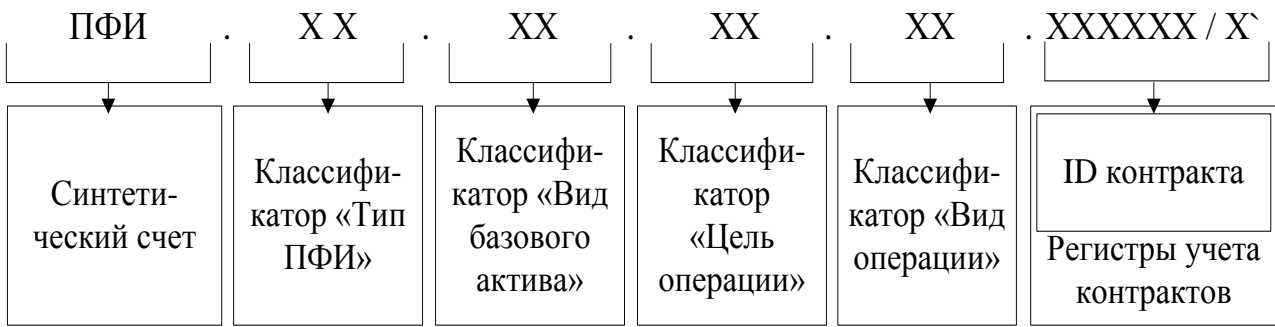 ПФИ . Х Х . ХХ . ХХ . ХХ . ХХХХХХ / Х`
Синтети-
ческий счет
Классифи-
катор «Тип
ПФИ»
Классифи-
катор «Вид
базового
актива»
Классифи-
катор
«Цель
операции»
Классифи-
катор «Вид
операции»
ID контракта
Регистры учета
контрактов